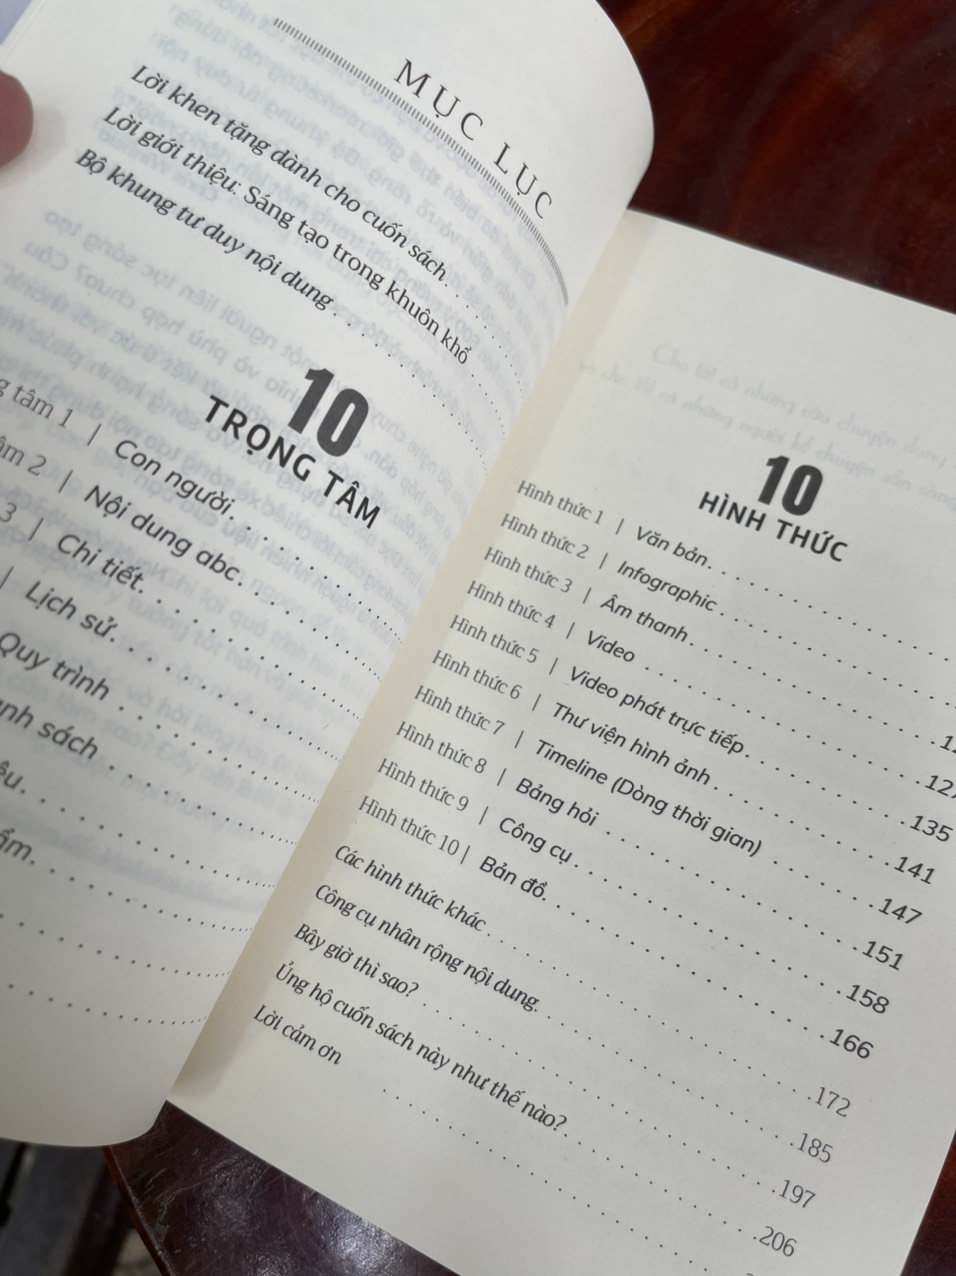 MỤC LỤC
Lời khen tặng dành cho cuốn sách
Lời giới thiệu: Sáng tạo trong khuôn khổ
Bộ khung tư duy nội dung
10
TRỌNG TÂM
tâm 1 | Con người
2 | Nội dung abc
3 | Chi tiết
| Lịch sử
Quy trình
sách
10
HÌNH THỨC
Hình thức 1 | Văn bản
Hình thức 2 | Infographic
Hình thức 3 | Âm thanh
Hình thức 4 | Video 127
Hình thức 5 | Video phát trực tiếp 135
Hình thức 6 | Thư viện hình ảnh 141
Hình thức 7 | Timeline (Dòng thời gian) 147
Hình thức 8 | Bảng hỏi 151
Hình thức 9 | Công cụ 158
Hình thức 10 | Bản đồ 166
Các hình thức khác 172
Công cụ nhân rộng nội dung 185
Bây giờ thì sao? 197
Ủng hộ cuốn sách này như thế nào? 206
Lời cảm ơn